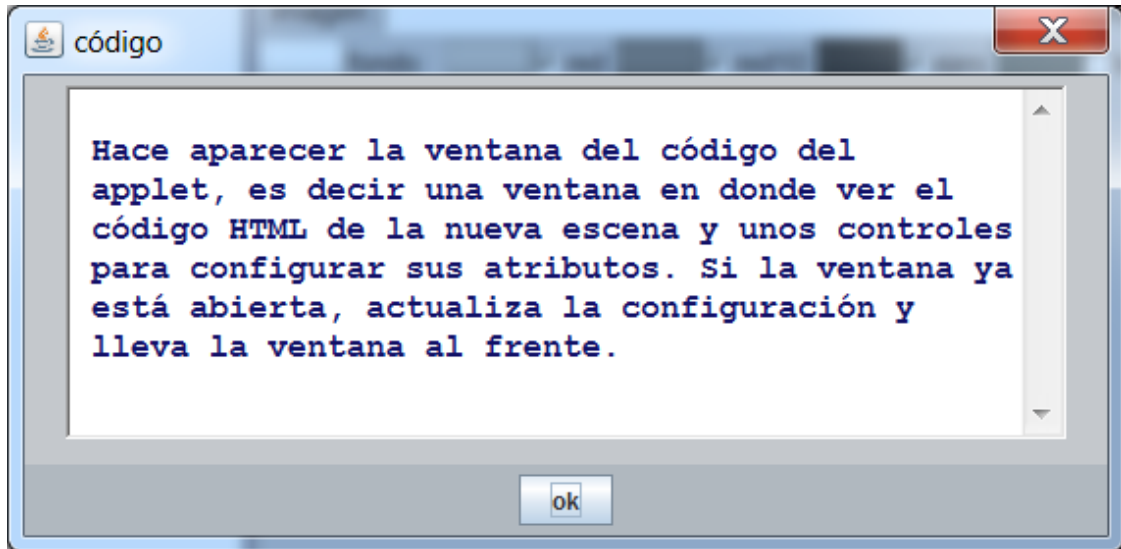 código
Hace aparecer la ventana del código del
applet, es decir una ventana en donde ver el
código HTML de la nueva escena y unos controles
para configurar sus atributos. Si la ventana ya
está abierta, actualiza la configuración y
lleva la ventana al frente.
ok